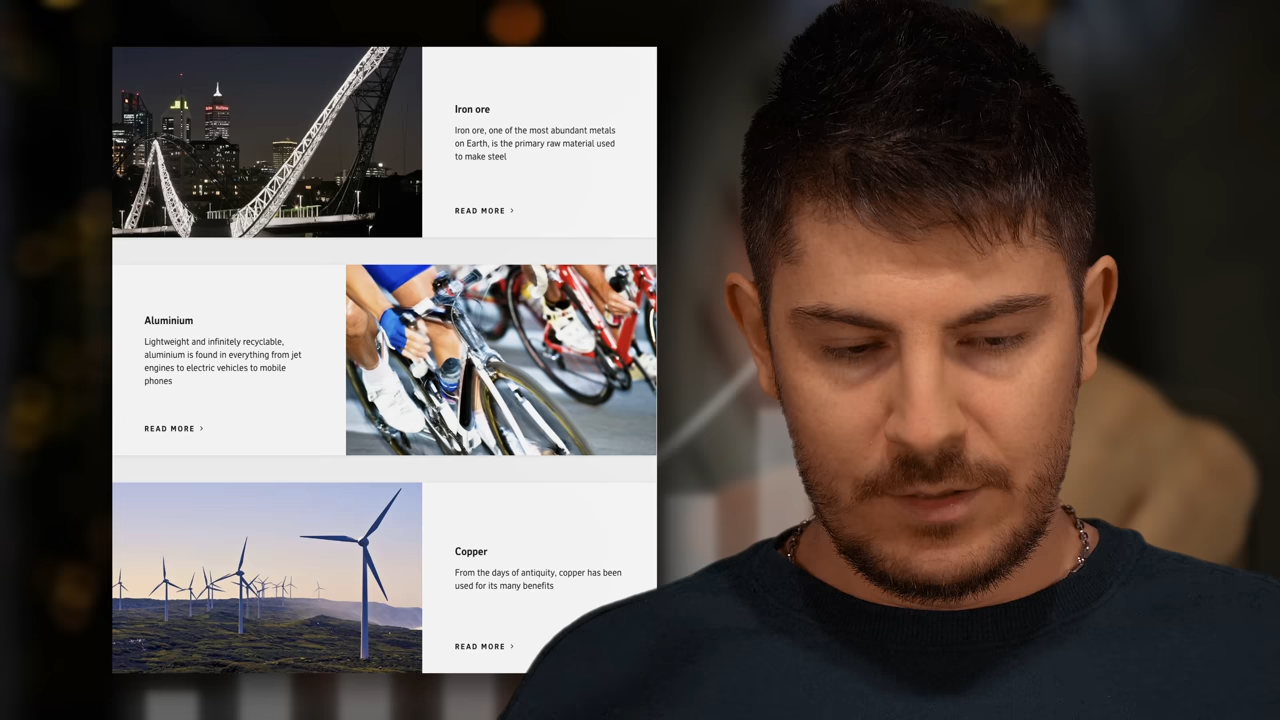 Iron ore
Iron ore, one of the most abundant metals
on Earth, is the primary raw material used
to make steel
READ MORE >
Aluminium
Lightweight and infinitely recyclable,
aluminium is found in everything from jet
engines to electric vehicles to mobile
phones
READ MORE >
Copper
From the days of antiquity, copper has been
used for its many benefits
READ MORE >